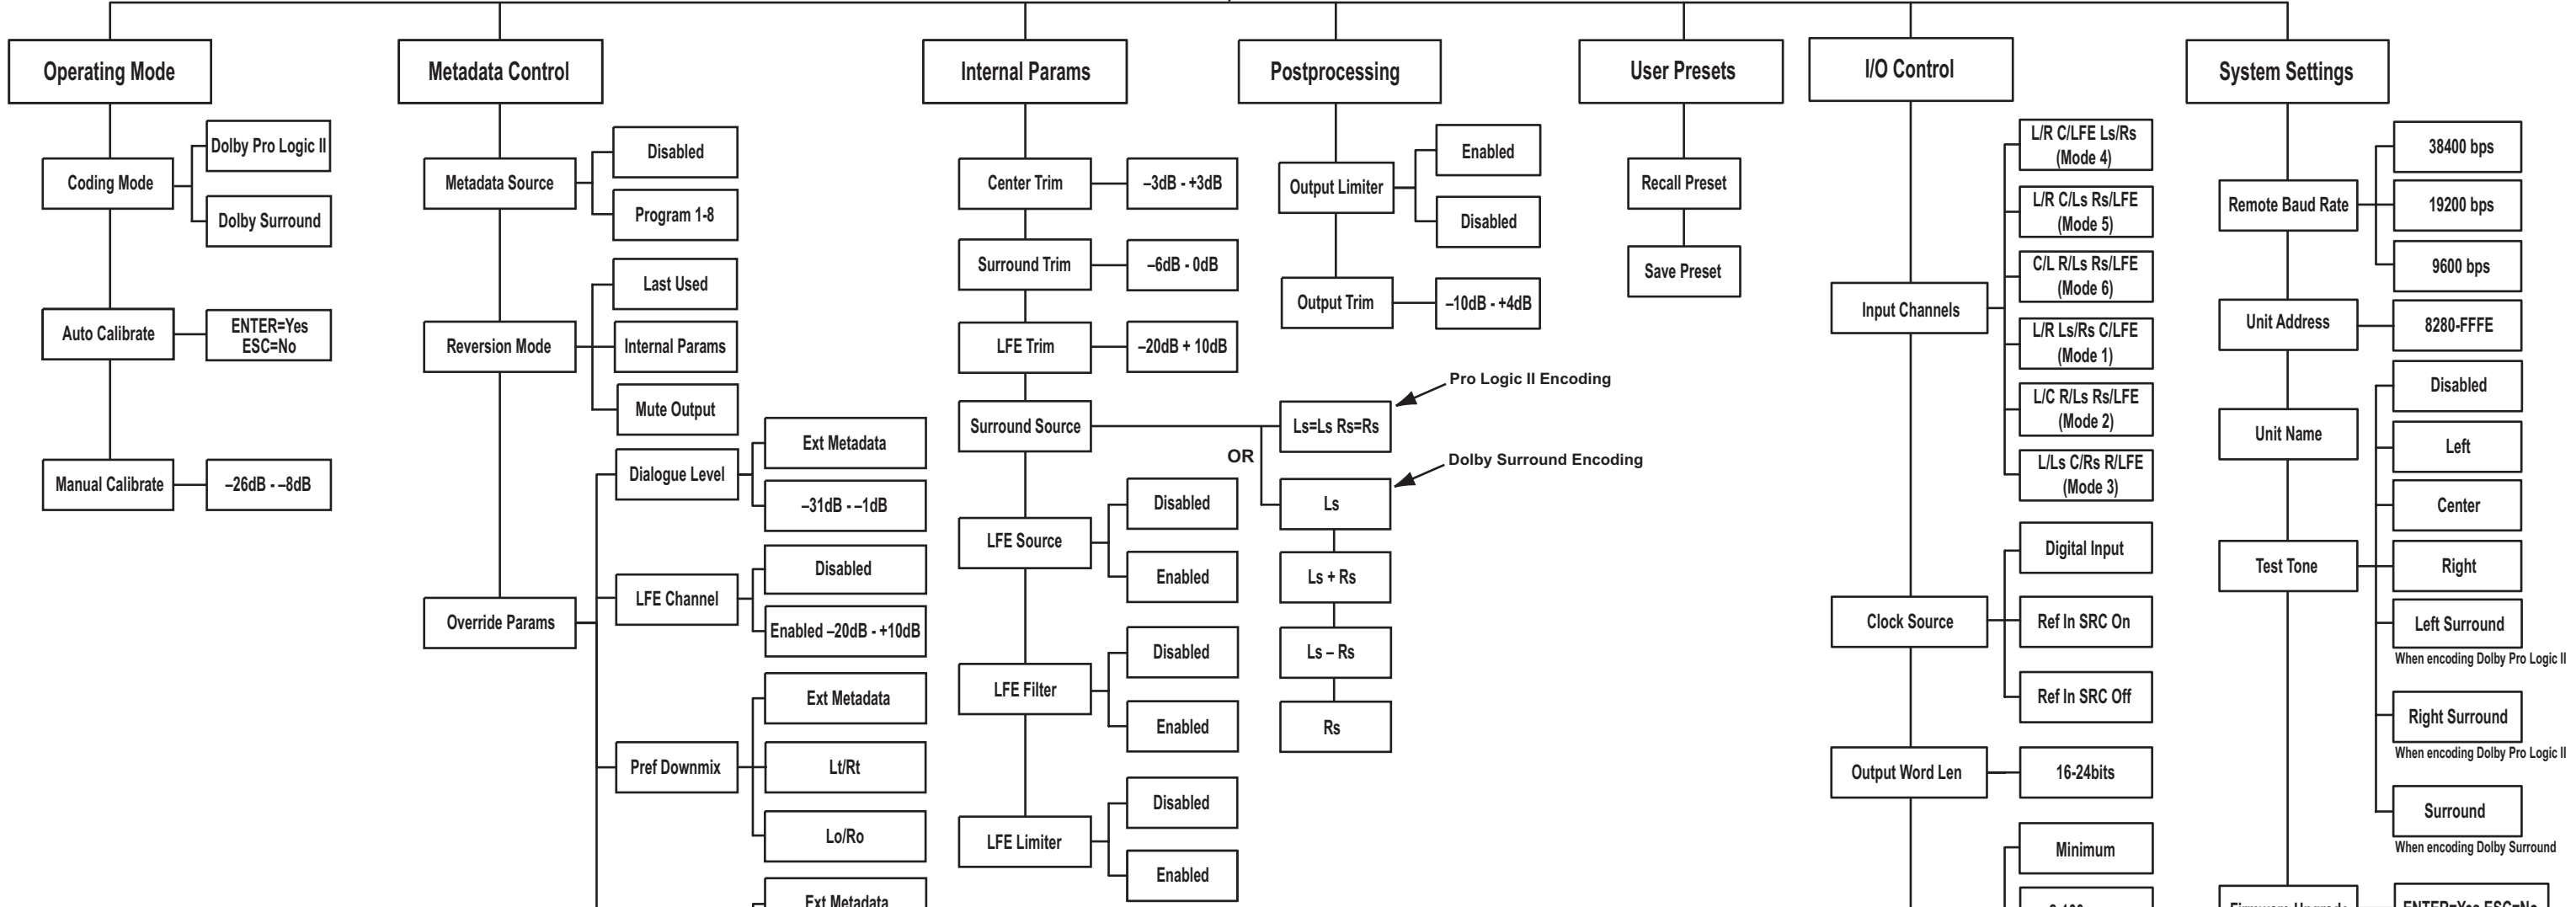 Operating Mode
Coding Mode
Dolby Pro Logic II
Dolby Surround
Auto Calibrate
ENTER=Yes
ESC=No
Manual Calibrate
–26dB - –8dB
Metadata Control
Metadata Source
Disabled
Program 1-8
Reversion Mode
Last Used
Internal Params
Mute Output
Override Params
Dialogue Level
Ext Metadata
–31dB - –1dB
LFE Channel
Disabled
Enabled –20dB - +10dB
Pref Downmix
Ext Metadata
Lt/Rt
Lo/Ro
Ext Metadata
Internal Params
Center Trim
–3dB - +3dB
Surround Trim
–6dB - 0dB
LFE Trim
–20dB + 10dB
Surround Source
Ls=Ls Rs=Rs
Pro Logic II Encoding
OR
Dolby Surround Encoding
Ls
Ls + Rs
Ls – Rs
Rs
LFE Source
Disabled
Enabled
LFE Filter
Disabled
Enabled
LFE Limiter
Disabled
Enabled
Postprocessing
Output Limiter
Enabled
Disabled
Output Trim
–10dB - +4dB
User Presets
Recall Preset
Save Preset
I/O Control
Input Channels
L/R C/LFE Ls/Rs
(Mode 4)
L/R C/Ls Rs/LFE
(Mode 5)
C/L R/Ls Rs/LFE
(Mode 6)
L/R Ls/Rs C/LFE
(Mode 1)
L/C R/Ls Rs/LFE
(Mode 2)
L/Ls C/Rs R/LFE
(Mode 3)
Clock Source
Digital Input
Ref In SRC On
Ref In SRC Off
Output Word Len
16-24bits
Minimum
System Settings
Remote Baud Rate
38400 bps
19200 bps
9600 bps
Unit Address
8280-FFFE
Unit Name
Test Tone
Disabled
Left
Center
Right
Left Surround
When encoding Dolby Pro Logic II
Right Surround
When encoding Dolby Pro Logic II
Surround
When encoding Dolby Surround
Firmware Upgrade
ENTER=Yes ESC=No